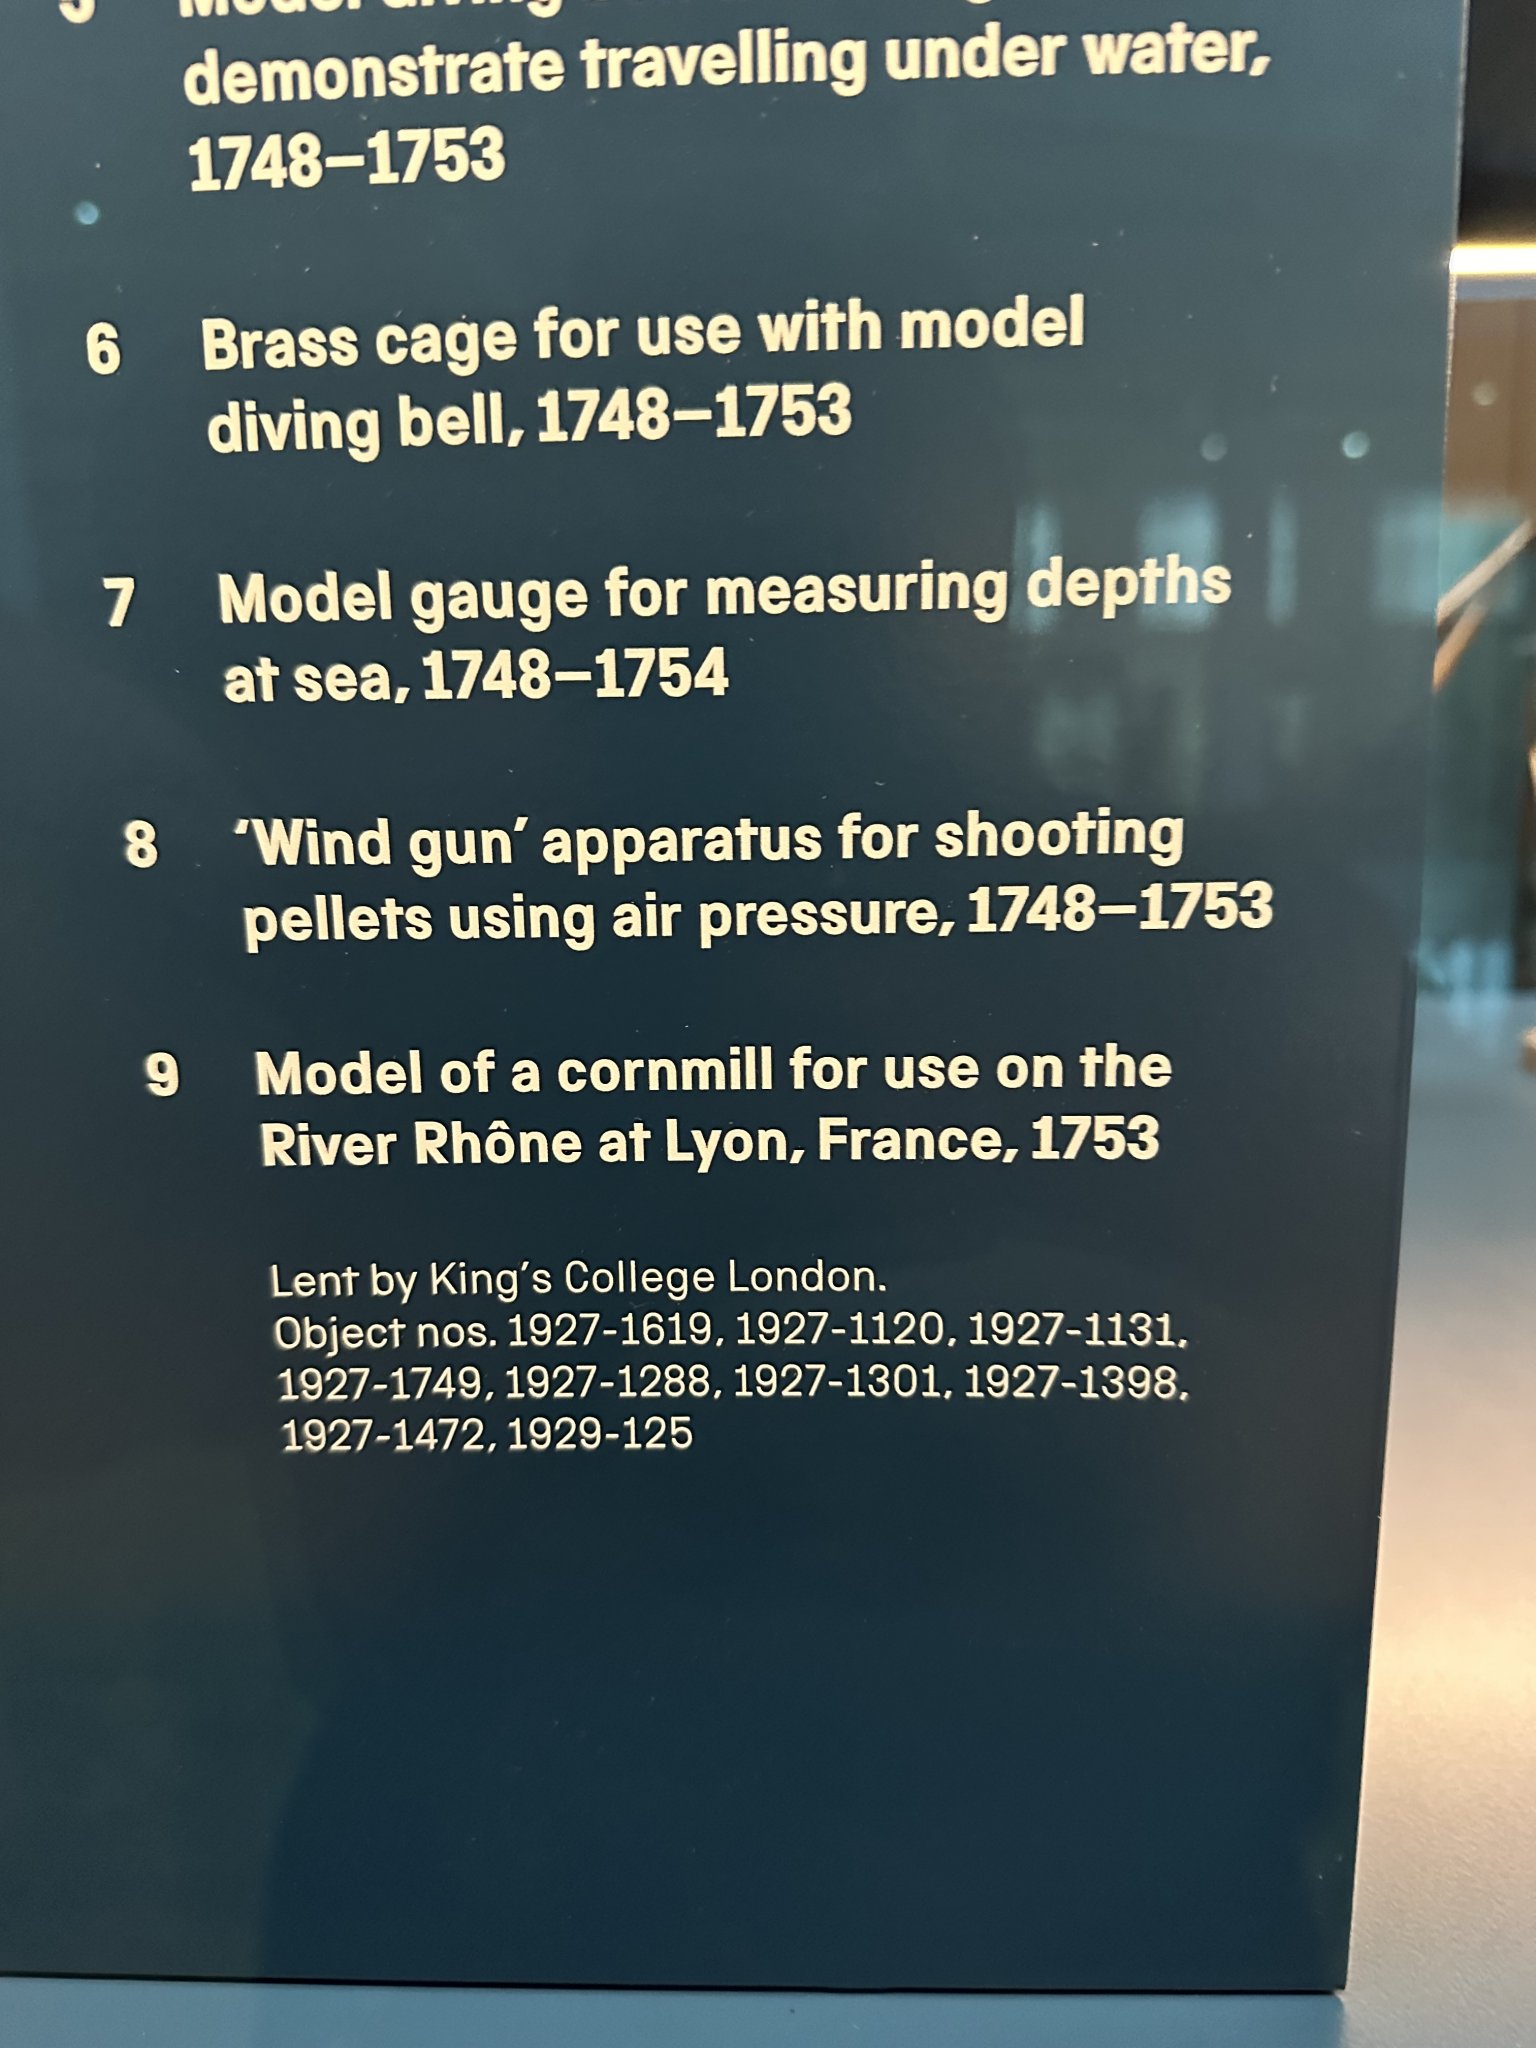 5 Model diving
demonstrate travelling under water,
1748–1753
6 Brass cage for use with model
diving bell, 1748–1753
7 Model gauge for measuring depths
at sea, 1748–1754
8 ‘Wind gun’ apparatus for shooting
pellets using air pressure, 1748–1753
9 Model of a cornmill for use on the
River Rhône at Lyon, France, 1753
Lent by King’s College London.
Object nos. 1927-1619, 1927-1120, 1927-1131,
1927-1749, 1927-1288, 1927-1301, 1927-1398,
1927-1472, 1929-125